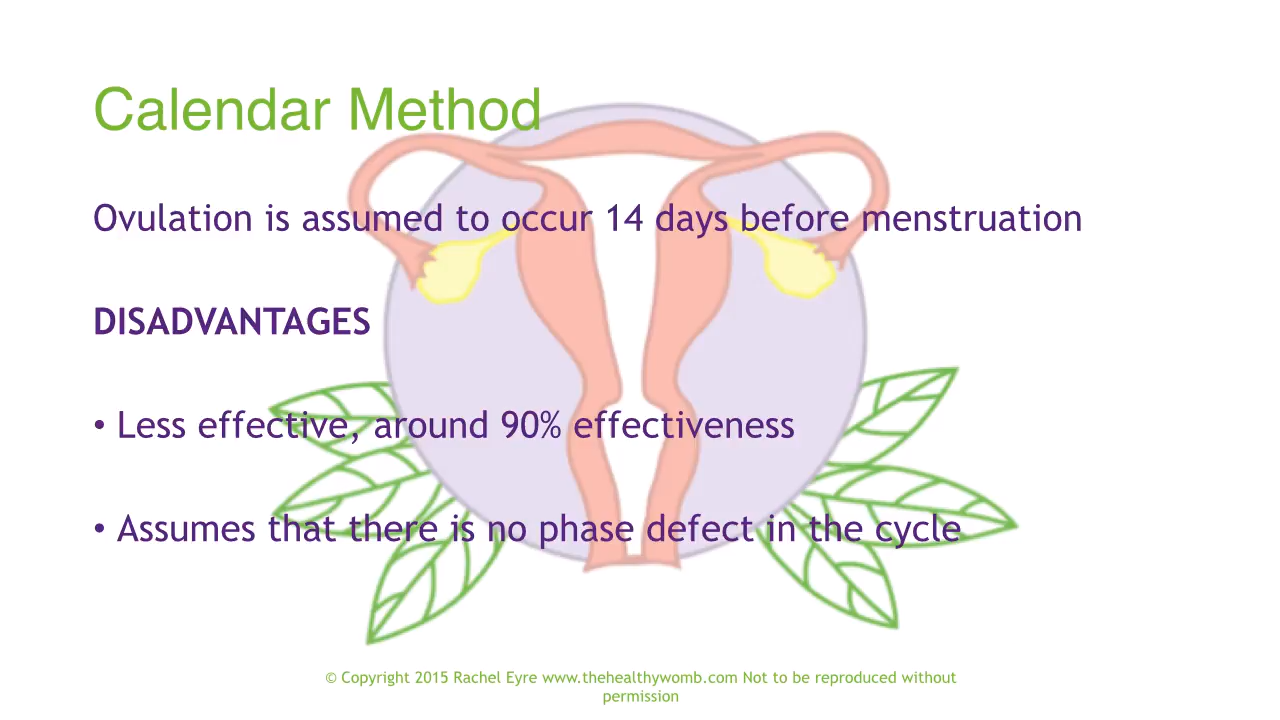 Calendar Method
Ovulation is assumed to occur 14 days before menstruation
DISADVANTAGES
• Less effective, around 90% effectiveness
• Assumes that there is no phase defect in the cycle
© Copyright 2015 Rachel Eyre www.thehealthywomb.com Not to be reproduced without
permission